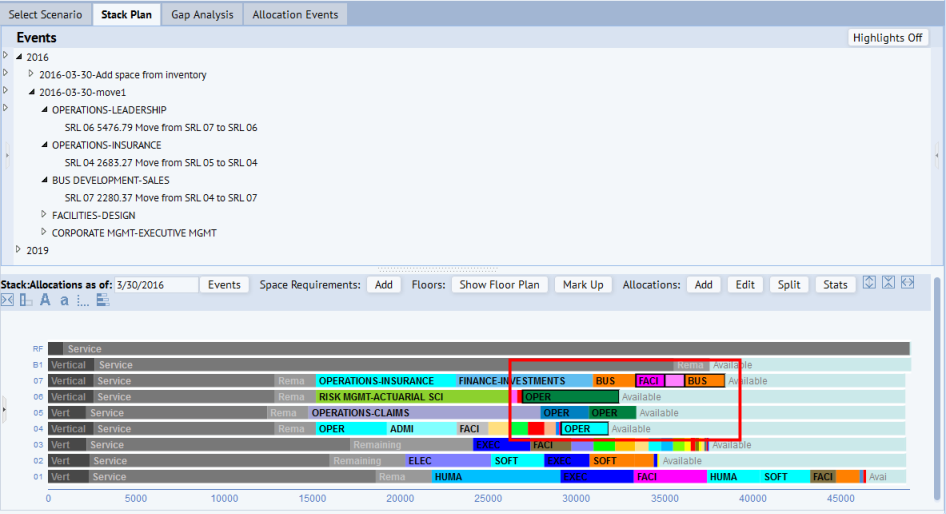 Select Scenario Stack Plan Gap Analysis Allocation Events
Events Highlights Off
2016
2016-03-30-Add space from inventory
2016-03-30-move1
OPERATIONS-LEADERSHIP
SRL 06 5476.79 Move from SRL 07 to SRL 06
OPERATIONS-INSURANCE
SRL 04 2683.27 Move from SRL 05 to SRL 04
BUS DEVELOPMENT-SALES
SRL 07 2280.37 Move from SRL 04 to SRL 07
FACILITIES-DESIGN
CORPORATE MGMT-EXECUTIVE MGMT
2019
Stack:Allocations as of: 3/30/2016 Events Space Requirements: Add Floors: Show Floor Plan Mark Up Allocations: Add Edit Split Stats
A a
RF Service
B1 Vertical Service Rema Available
07 Vertical Service Rema OPERATIONS-INSURANCE FINANCE-INVESTMENTS BUS FACI BUS Available
06 Vertical Service Rema RISK MGMT-ACTUARIAL SCI OPER Available
05 Vert Service Rema OPERATIONS-CLAIMS OPER OPER Available
04 Vert Service Rema OPER ADMI FACI OPER Available
03 Vert Service Remaining EXEC FACI Available
02 Vert Service Remaining ELEC SOFT EXEC SOFT Available
01 Vert Service Rema HUMA EXEC FACI HUMA SOFT FACI Avai
0 5000 10000 15000 20000 25000 30000 35000 40000 45000